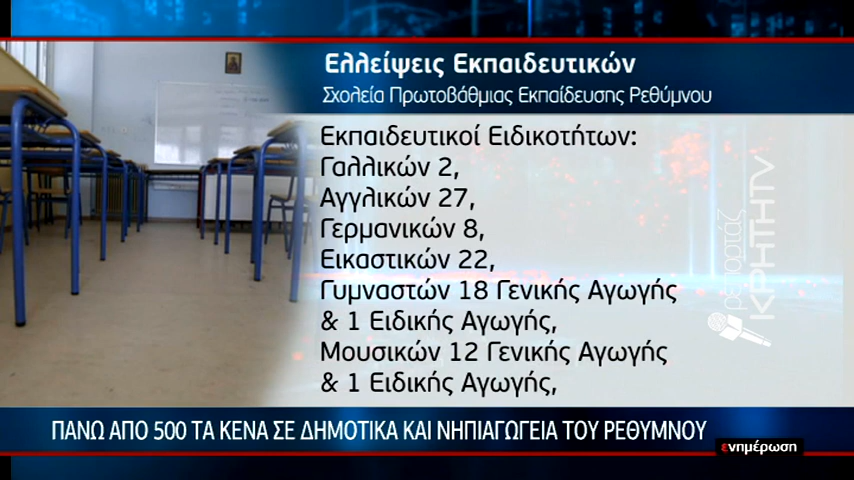 Ελλείψεις Εκπαιδευτικών
Σχολεία Πρωτοβάθμιας Εκπαίδευσης Ρεθύμνου
Εκπαιδευτικοί Ειδικοτήτων:
Γαλλικών 2,
Αγγλικών 27,
Γερμανικών 8,
Εικαστικών 22,
Γυμναστών 18 Γενικής Αγωγής
& 1 Ειδικής Αγωγής,
Μουσικών 12 Γενικής Αγωγής
& 1 Ειδικής Αγωγής,
ρεπορτάζ
ΚΡΗΤΗTV
ΠΑΝΩ ΑΠΟ 500 ΤΑ ΚΕΝΑ ΣΕ ΔΗΜΟΤΙΚΑ ΚΑΙ ΝΗΠΙΑΓΩΓΕΙΑ ΤΟΥ ΡΕΘΥΜΝΟΥ
ενημέρωση